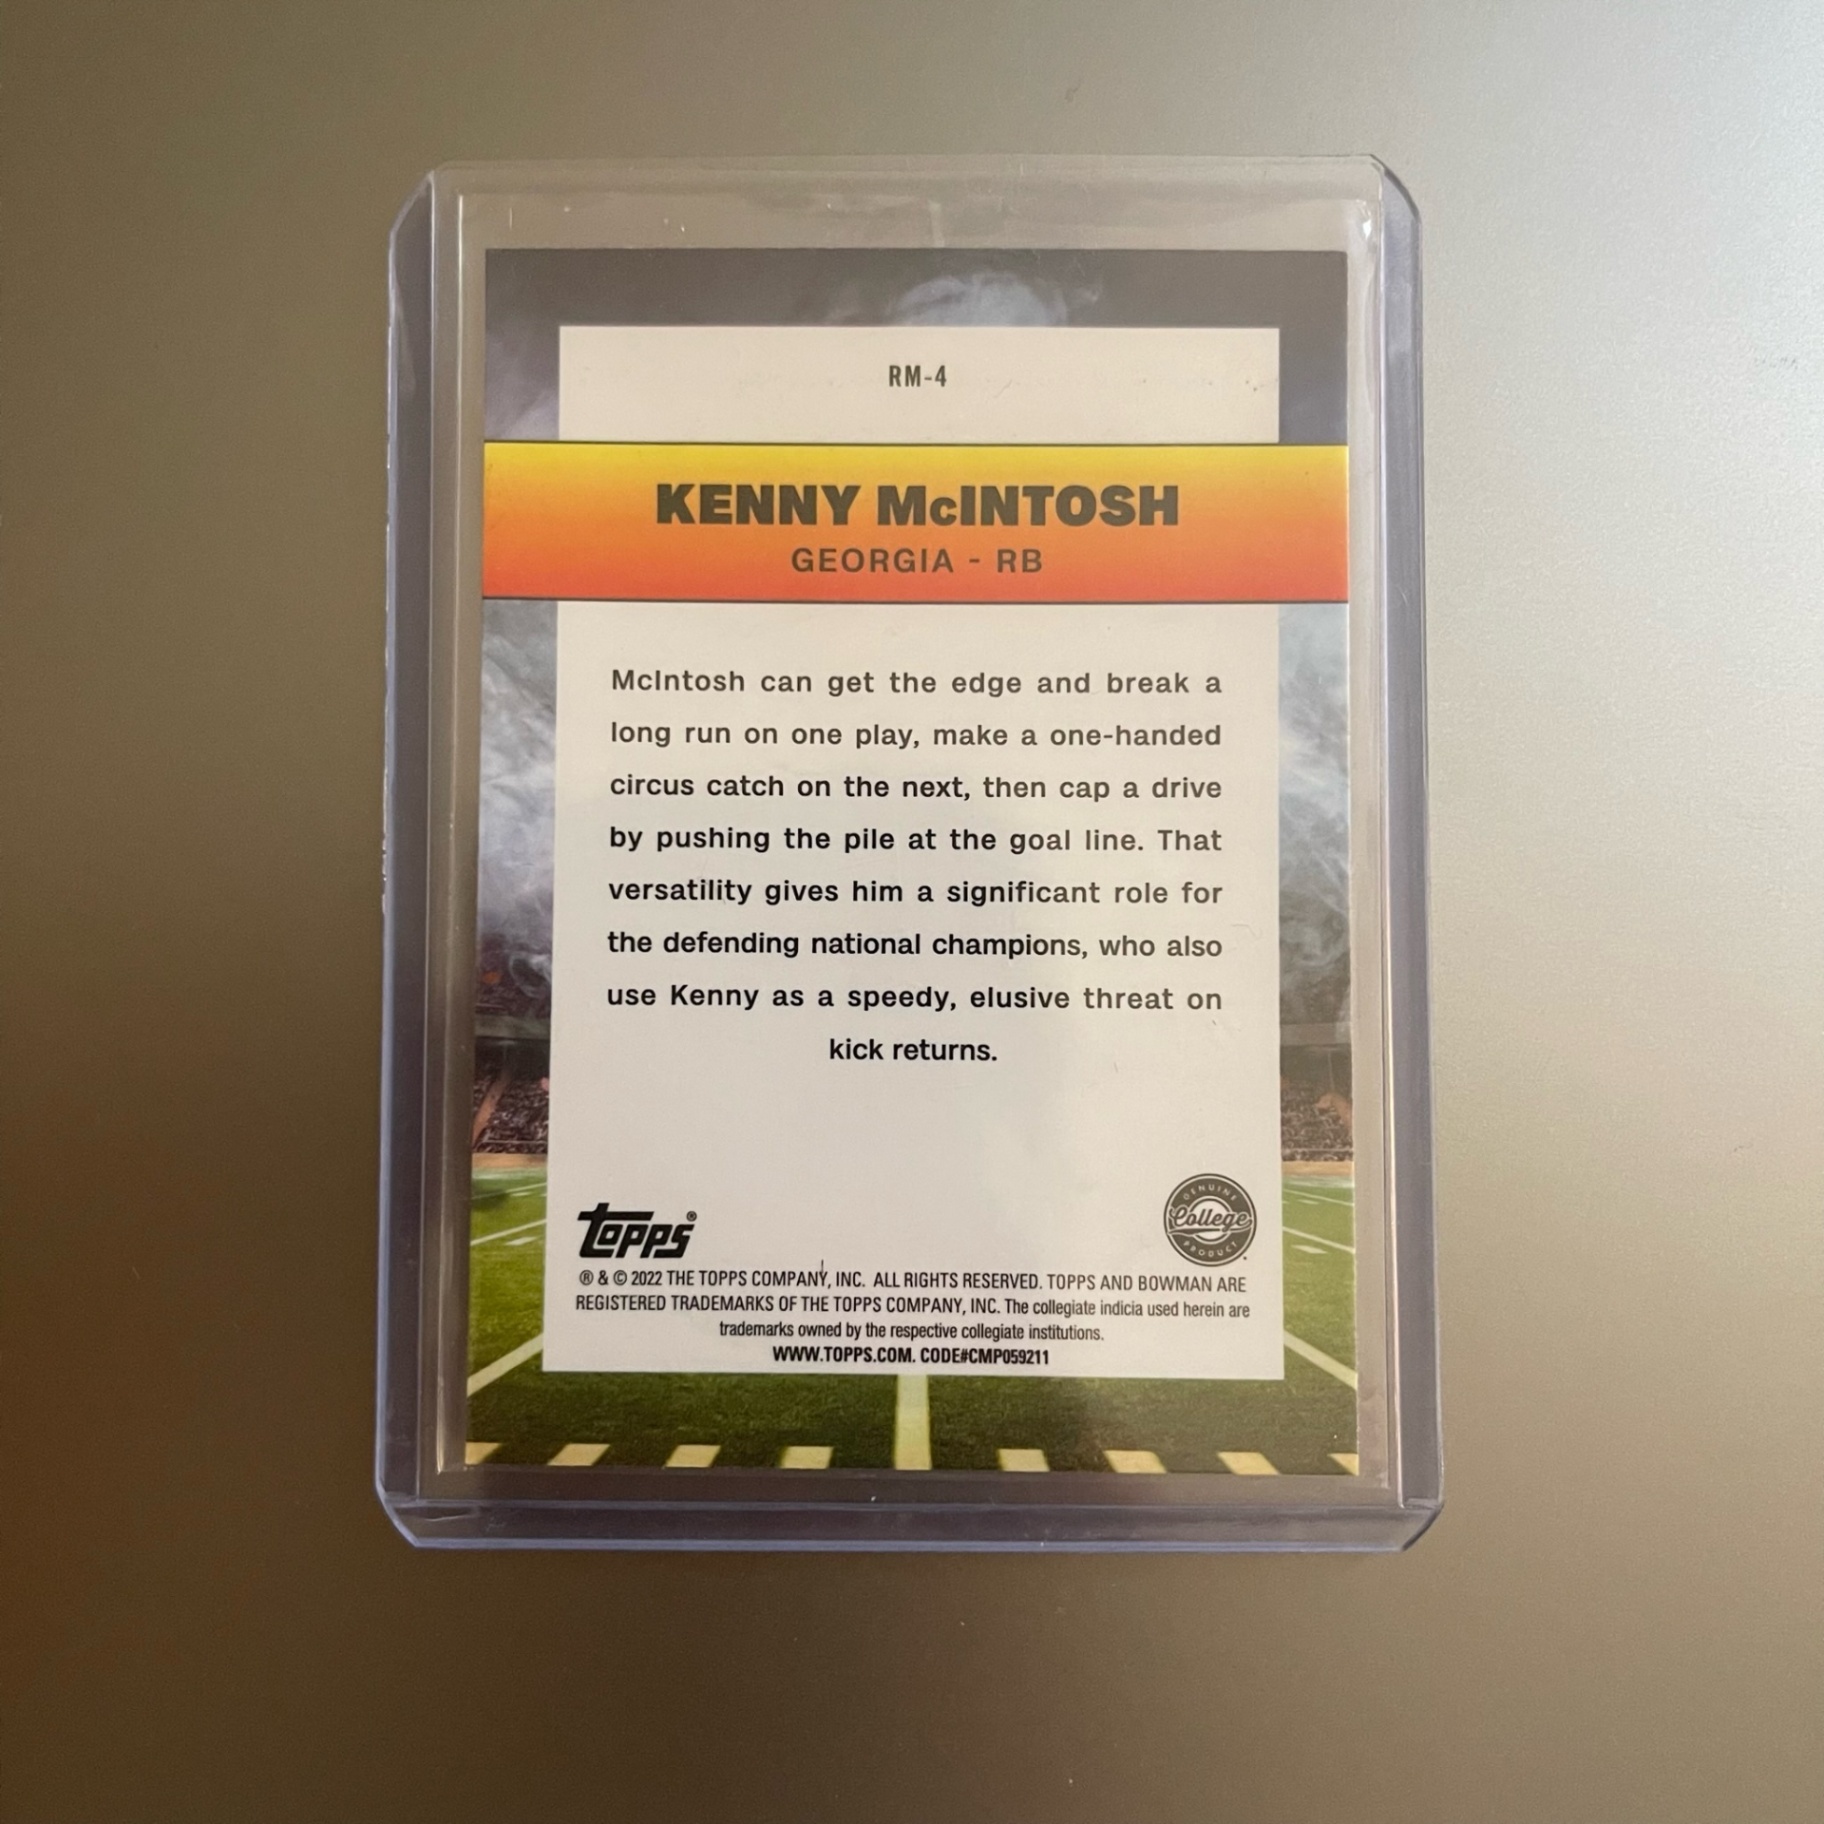 RM-4
KENNY McINTOSH
GEORGIA - RB
McIntosh can get the edge and break a
long run on one play, make a one-handed
circus catch on the next, then cap a drive
by pushing the pile at the goal line. That
versatility gives him a significant role for
the defending national champions, who also
use Kenny as a speedy, elusive threat on
kick returns.
TOPPS®
GENUINE
College
PRODUCT
® & © 2022 THE TOPPS COMPANY, INC. ALL RIGHTS RESERVED. TOPPS AND BOWMAN ARE
REGISTERED TRADEMARKS OF THE TOPPS COMPANY, INC. The collegiate indicia used herein are
trademarks owned by the respective collegiate institutions.
WWW.TOPPS.COM. CODE#CMP059211